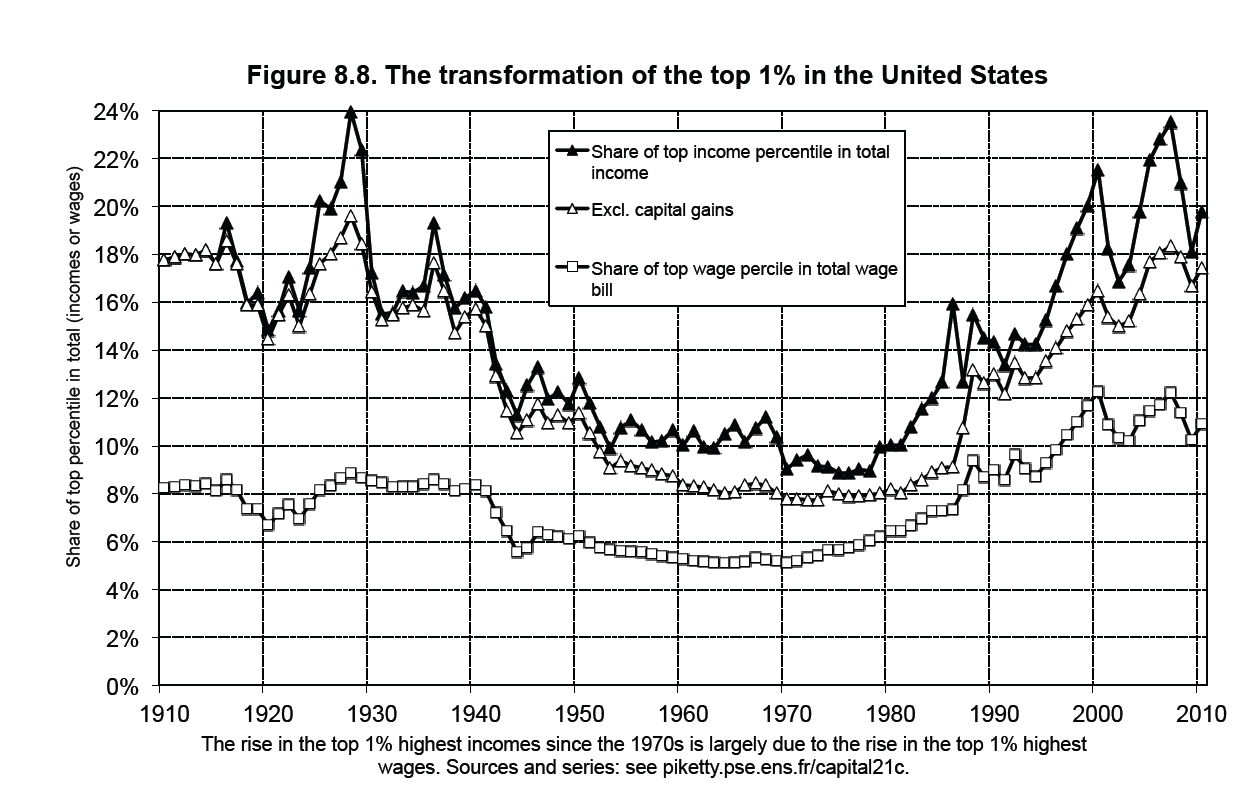 Figure 8.8. The transformation of the top 1% in the United States
Share of top percentile in total (incomes or wages)
24%
22%
20%
18%
16%
14%
12%
10%
8%
6%
4%
2%
0%
Share of top income percentile in total
income
Excl. capital gains
Share of top wage percile in total wage
bill
1910 1920 1930 1940 1950 1960 1970 1980 1990 2000 2010
The rise in the top 1% highest incomes since the 1970s is largely due to the rise in the top 1% highest
wages. Sources and series: see piketty.pse.ens.fr/capital21c.